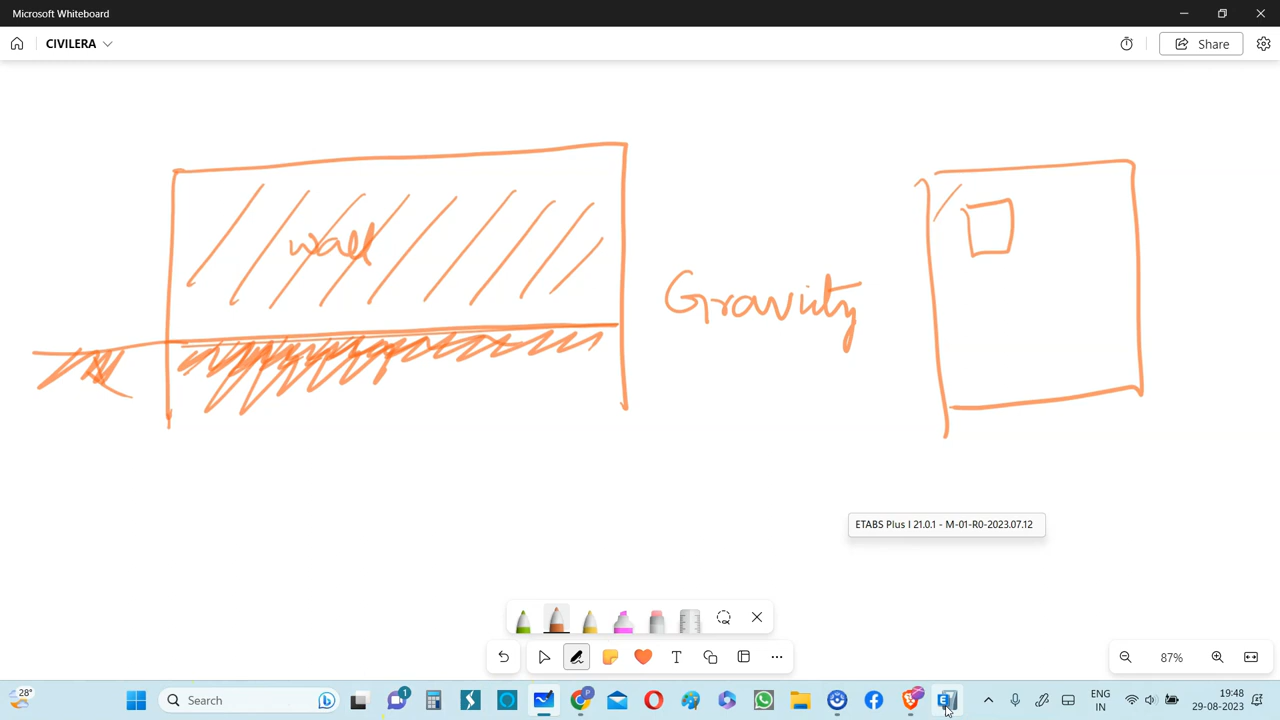 Microsoft Whiteboard
CIVILERA
Share
wall
Gravity
ETABS Plus I 21.0.1 - M-01-R0-2023.07.12
87%
28°
Search
1
P
ENG
IN
19:48
29-08-2023